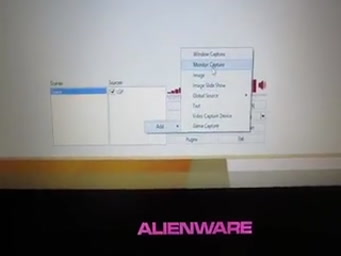 Window Capture
Monitor Capture
Image
Image Slide Show
Global Source
Text
Video Capture Device
Game Capture
Scenes
Sources
Add
ALIENWARE